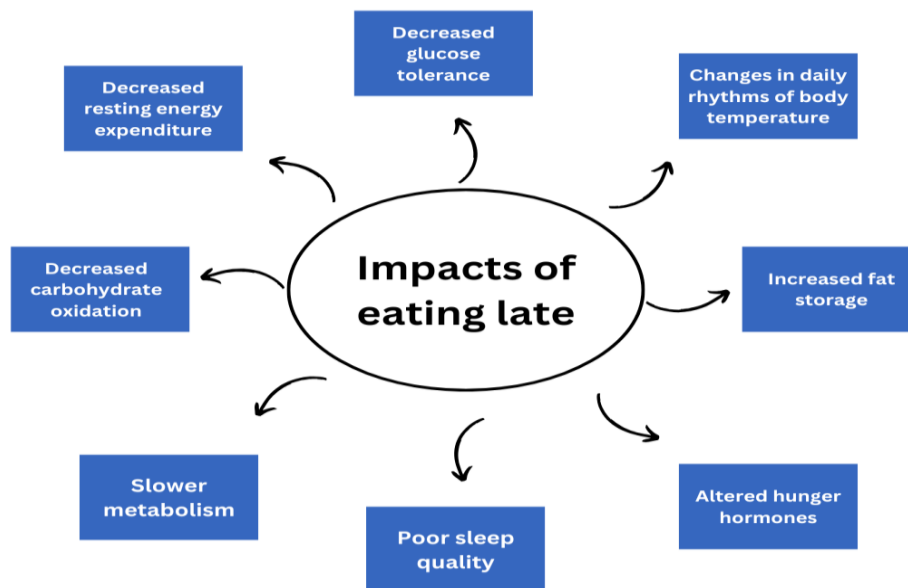 Decreased
glucose
tolerance
Changes in daily
rhythms of body
temperature
Decreased
resting energy
expenditure
Impacts of
eating late
Decreased
carbohydrate
oxidation
Increased fat
storage
Slower
metabolism
Poor sleep
quality
Altered hunger
hormones